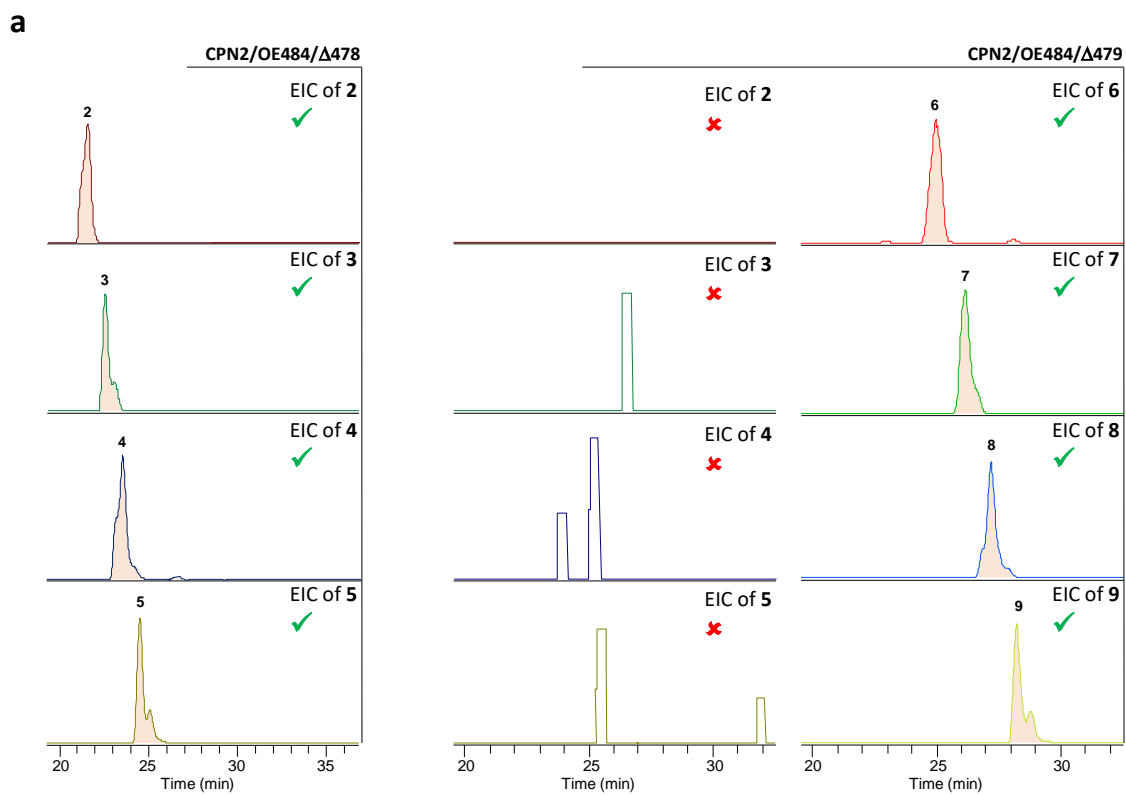 a
CPN2/OE484/Δ478
CPN2/OE484/Δ479
EIC of 2
2
EIC of 2
EIC of 6
6
EIC of 3
3
EIC of 3
EIC of 7
7
EIC of 4
4
EIC of 4
EIC of 8
8
EIC of 5
5
EIC of 5
EIC of 9
9
20 25 30 35
Time (min)
20 25 30
Time (min)
20 25 30
Time (min)